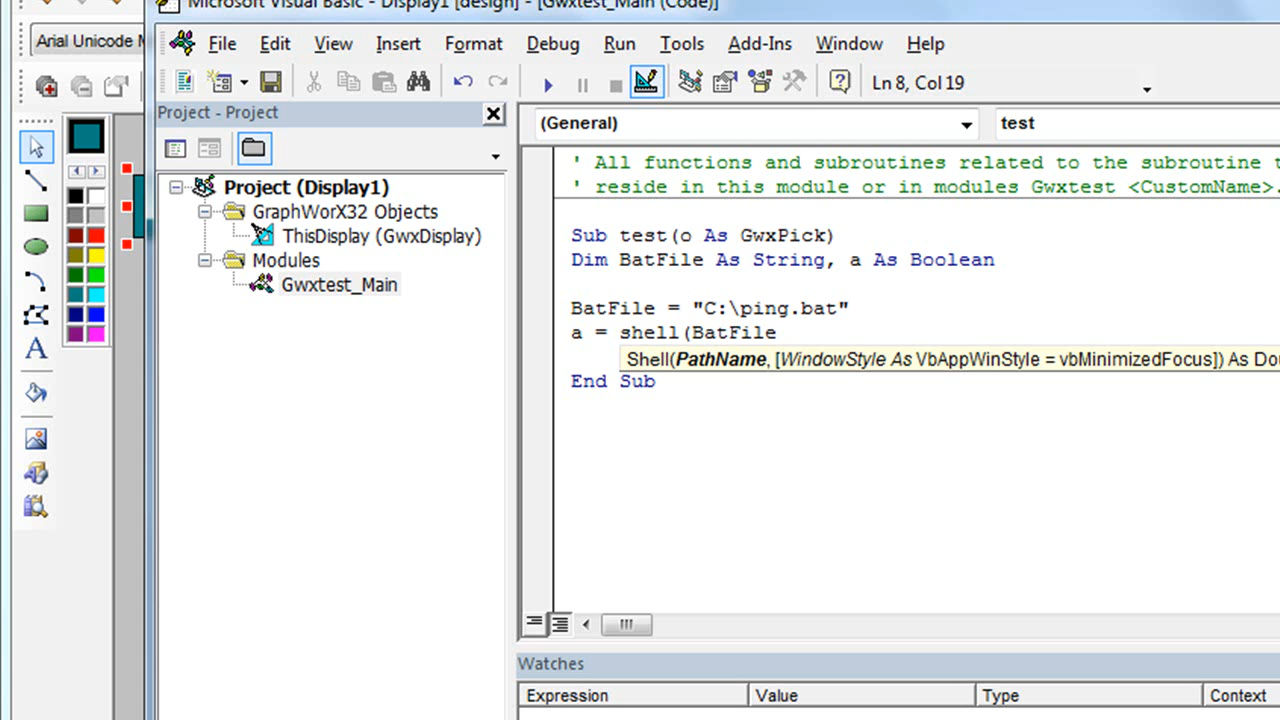 Microsoft Visual Basic - Display1 [design] - [Gwxtest_Main (Code)]
Arial Unicode M
File Edit View Insert Format Debug Run Tools Add-Ins Window Help
Ln 8, Col 19
Project - Project
(General)
test
' All functions and subroutines related to the subroutine t
' reside in this module or in modules Gwxtest <CustomName>.
Project (Display1)
GraphWorX32 Objects
ThisDisplay (GwxDisplay)
Modules
Gwxtest_Main
Sub test(o As GwxPick)
Dim BatFile As String, a As Boolean
BatFile = "C:\ping.bat"
a = shell(BatFile
Shell(PathName, [WindowStyle As VbAppWinStyle = vbMinimizedFocus]) As Dou
End Sub
A
Watches
Expression Value Type Context